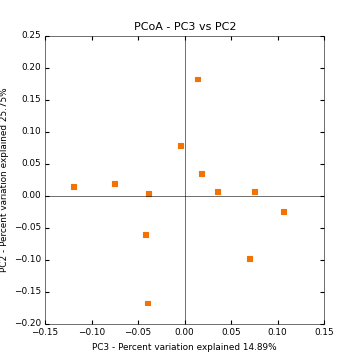 PCoA - PC3 vs PC2
0.25
0.20
0.15
0.10
0.05
0.00
−0.05
−0.10
−0.15
−0.20
PC2 - Percent variation explained 25.75%
−0.15 −0.10 −0.05 0.00 0.05 0.10 0.15
PC3 - Percent variation explained 14.89%